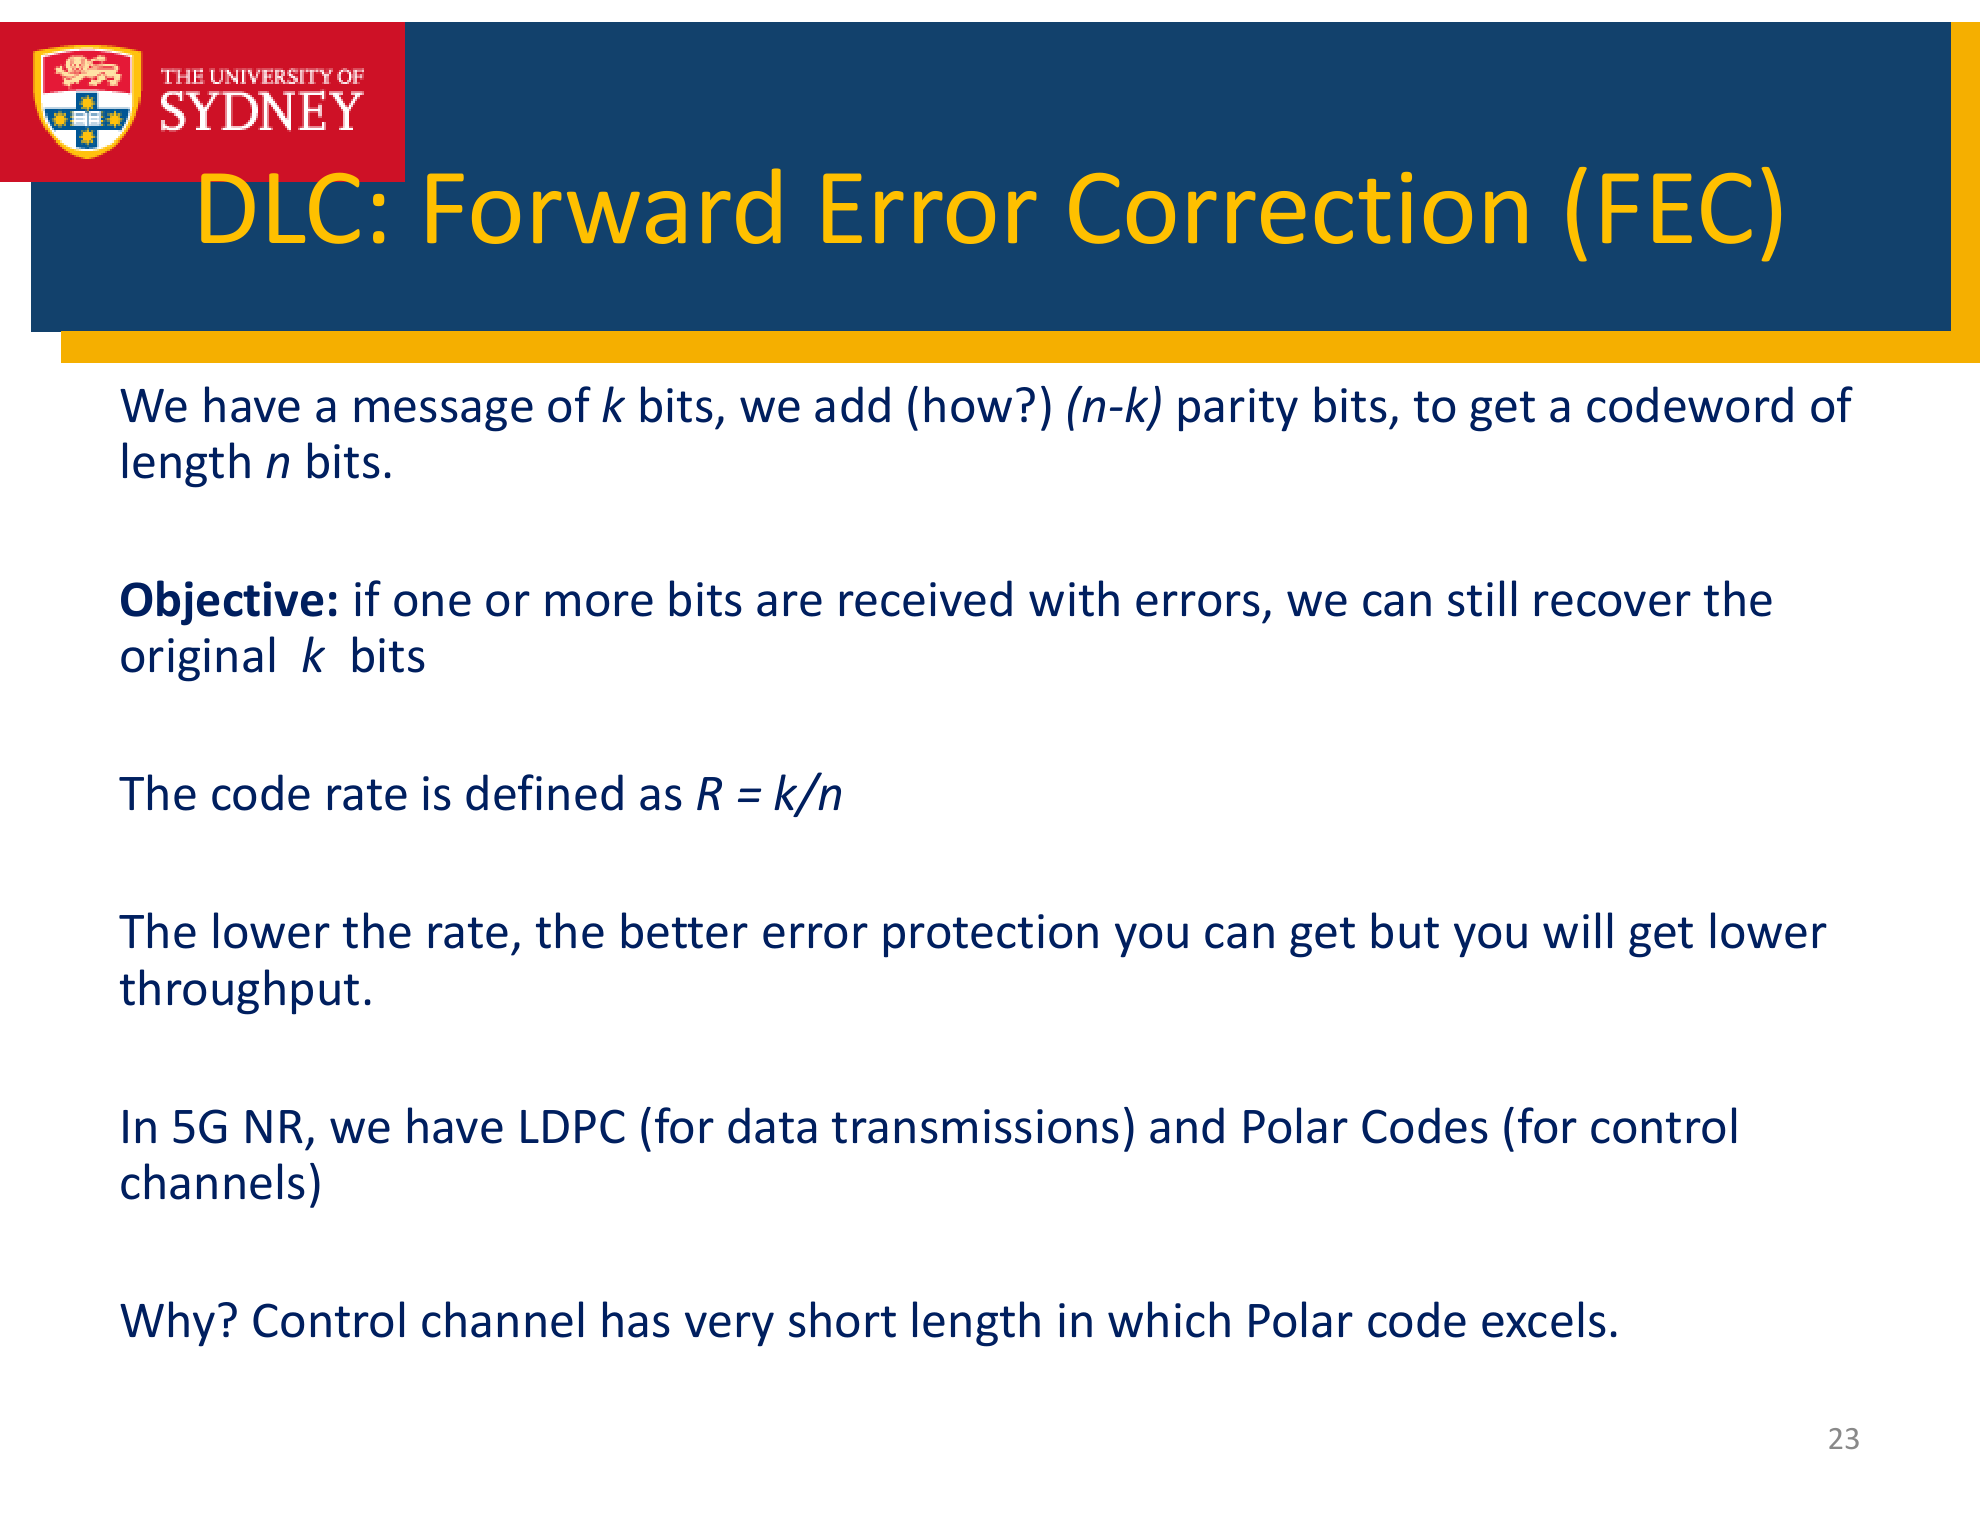 THE UNIVERSITY OF
SYDNEY
DLC: Forward Error Correction (FEC)
We have a message of k bits, we add (how?) (n-k) parity bits, to get a codeword of
length n bits.
Objective: if one or more bits are received with errors, we can still recover the
original k bits
The code rate is defined as R = k/n
The lower the rate, the better error protection you can get but you will get lower
throughput.
In 5G NR, we have LDPC (for data transmissions) and Polar Codes (for control
channels)
Why? Control channel has very short length in which Polar code excels.
23